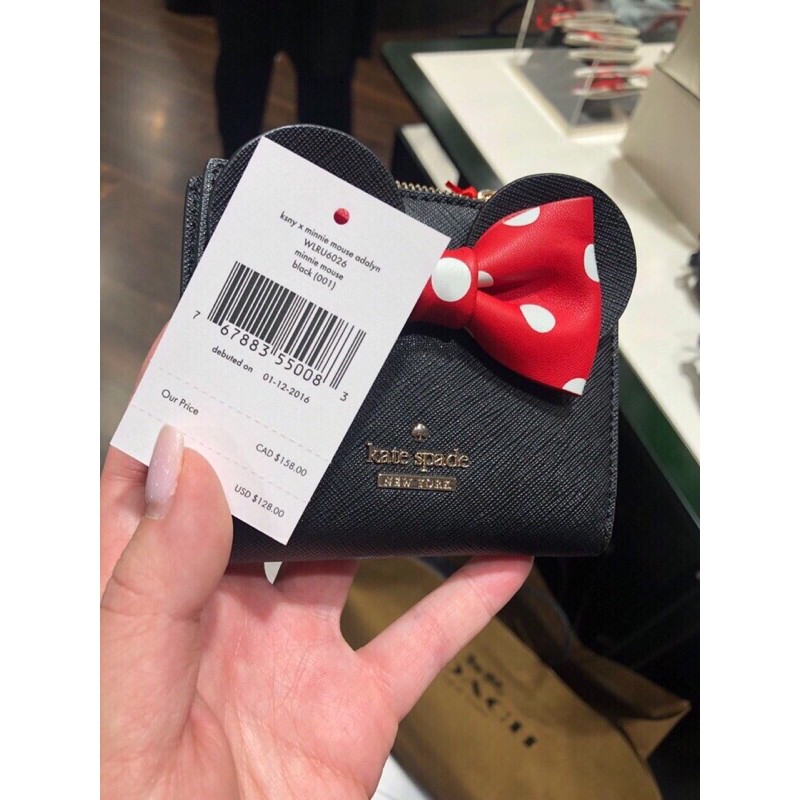 ksny x minnie mouse adalyn
WLRU6026
minnie mouse
black (001)
7 67883 55008 3
debuted on 01-12-2016
Our Price
CAD $158.00
USD $128.00
kate spade
NEW YORK
COACH